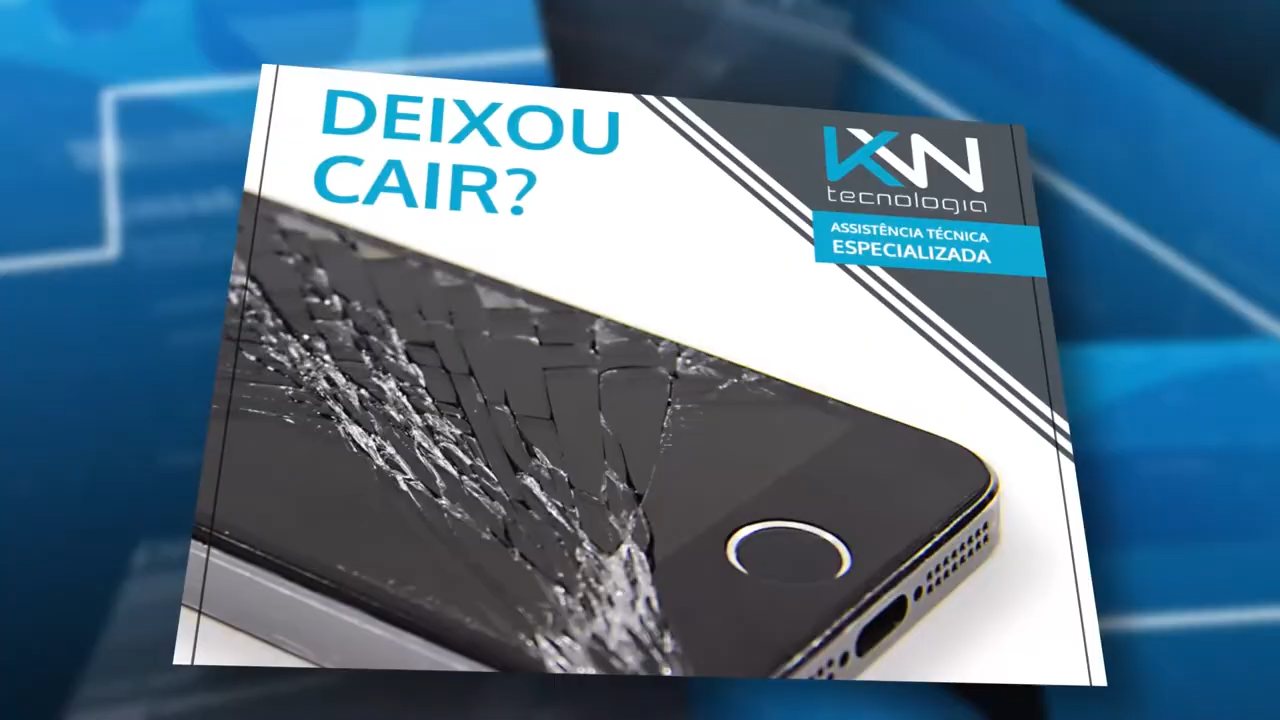 DEIXOU
CAIR?
KW
tecnologia
ASSISTÊNCIA TÉCNICA
ESPECIALIZADA